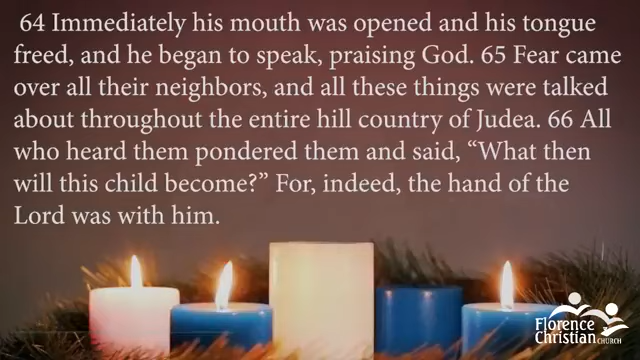 64 Immediately his mouth was opened and his tongue
freed, and he began to speak, praising God. 65 Fear came
over all their neighbors, and all these things were talked
about throughout the entire hill country of Judea. 66 All
who heard them pondered them and said, “What then
will this child become?” For, indeed, the hand of the
Lord was with him.
Florence
Christian CHURCH